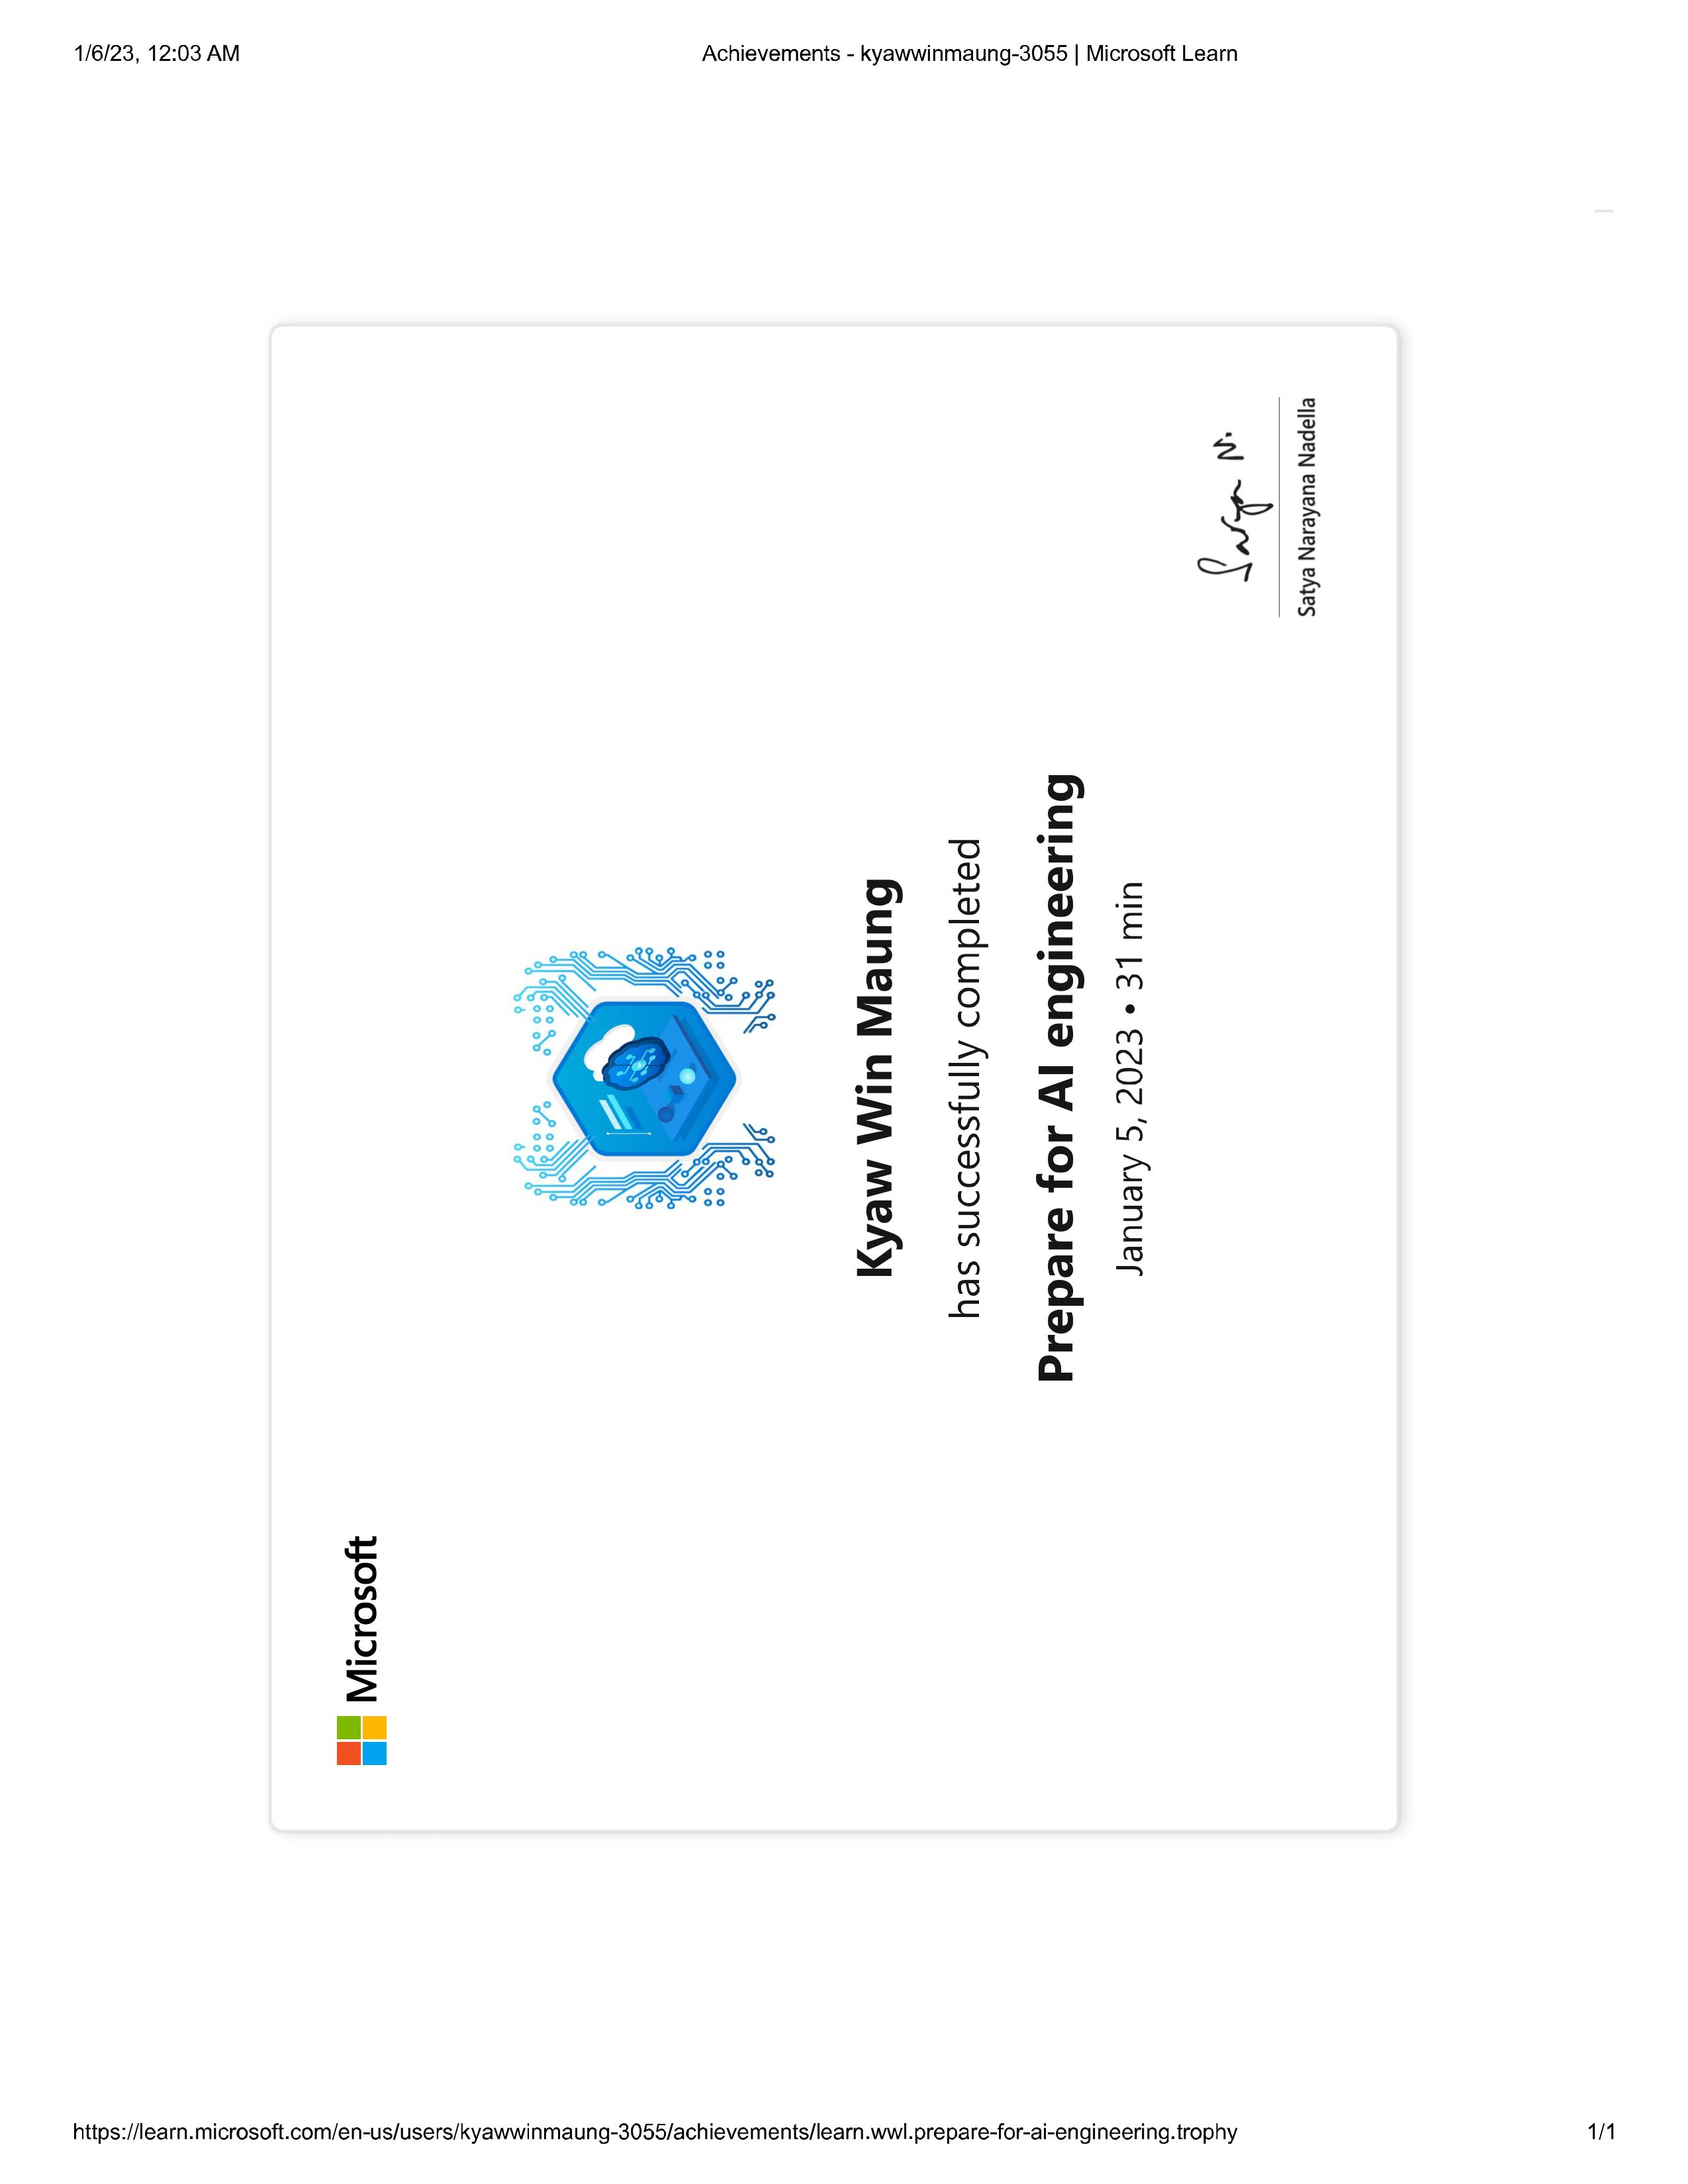 1/6/23, 12:03 AM
Achievements - kyawwinmaung-3055 | Microsoft Learn
Microsoft
Kyaw Win Maung
has successfully completed
Prepare for AI engineering
January 5, 2023 • 31 min
Satya N.
Satya Narayana Nadella
https://learn.microsoft.com/en-us/users/kyawwinmaung-3055/achievements/learn.wwl.prepare-for-ai-engineering.trophy
1/1